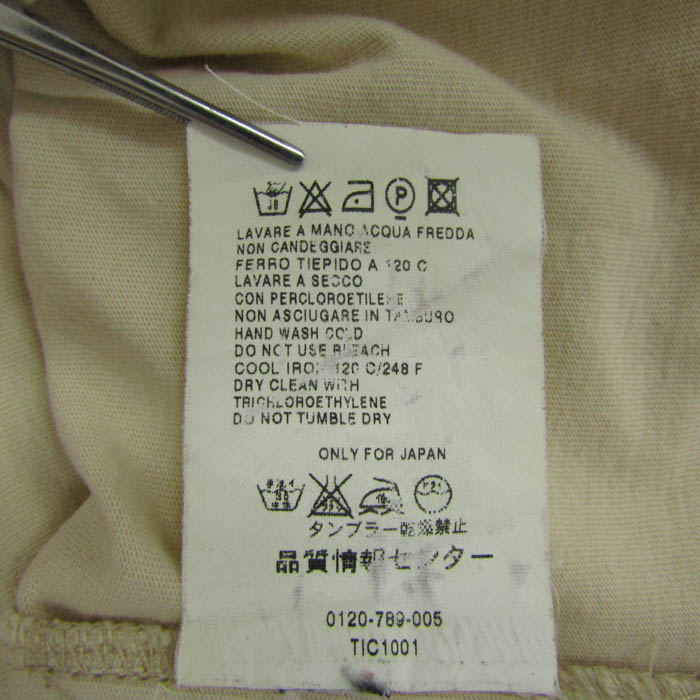 P
LAVARE A MANO ACQUA FREDDA
NON CANDEGGIARE
FERRO TIEPIDO A 120 C
LAVARE A SECCO
CON PERCLOROETILENE
NON ASCIUGARE IN TAMBURO
HAND WASH COLD
DO NOT USE BLEACH
COOL IRON 120 C/248 F
DRY CLEAN WITH
TRICHLOROETHYLENE
DO NOT TUMBLE DRY
ONLY FOR JAPAN
タンブラー乾燥禁止
品質情報センター
0120-789-005
TIC1001